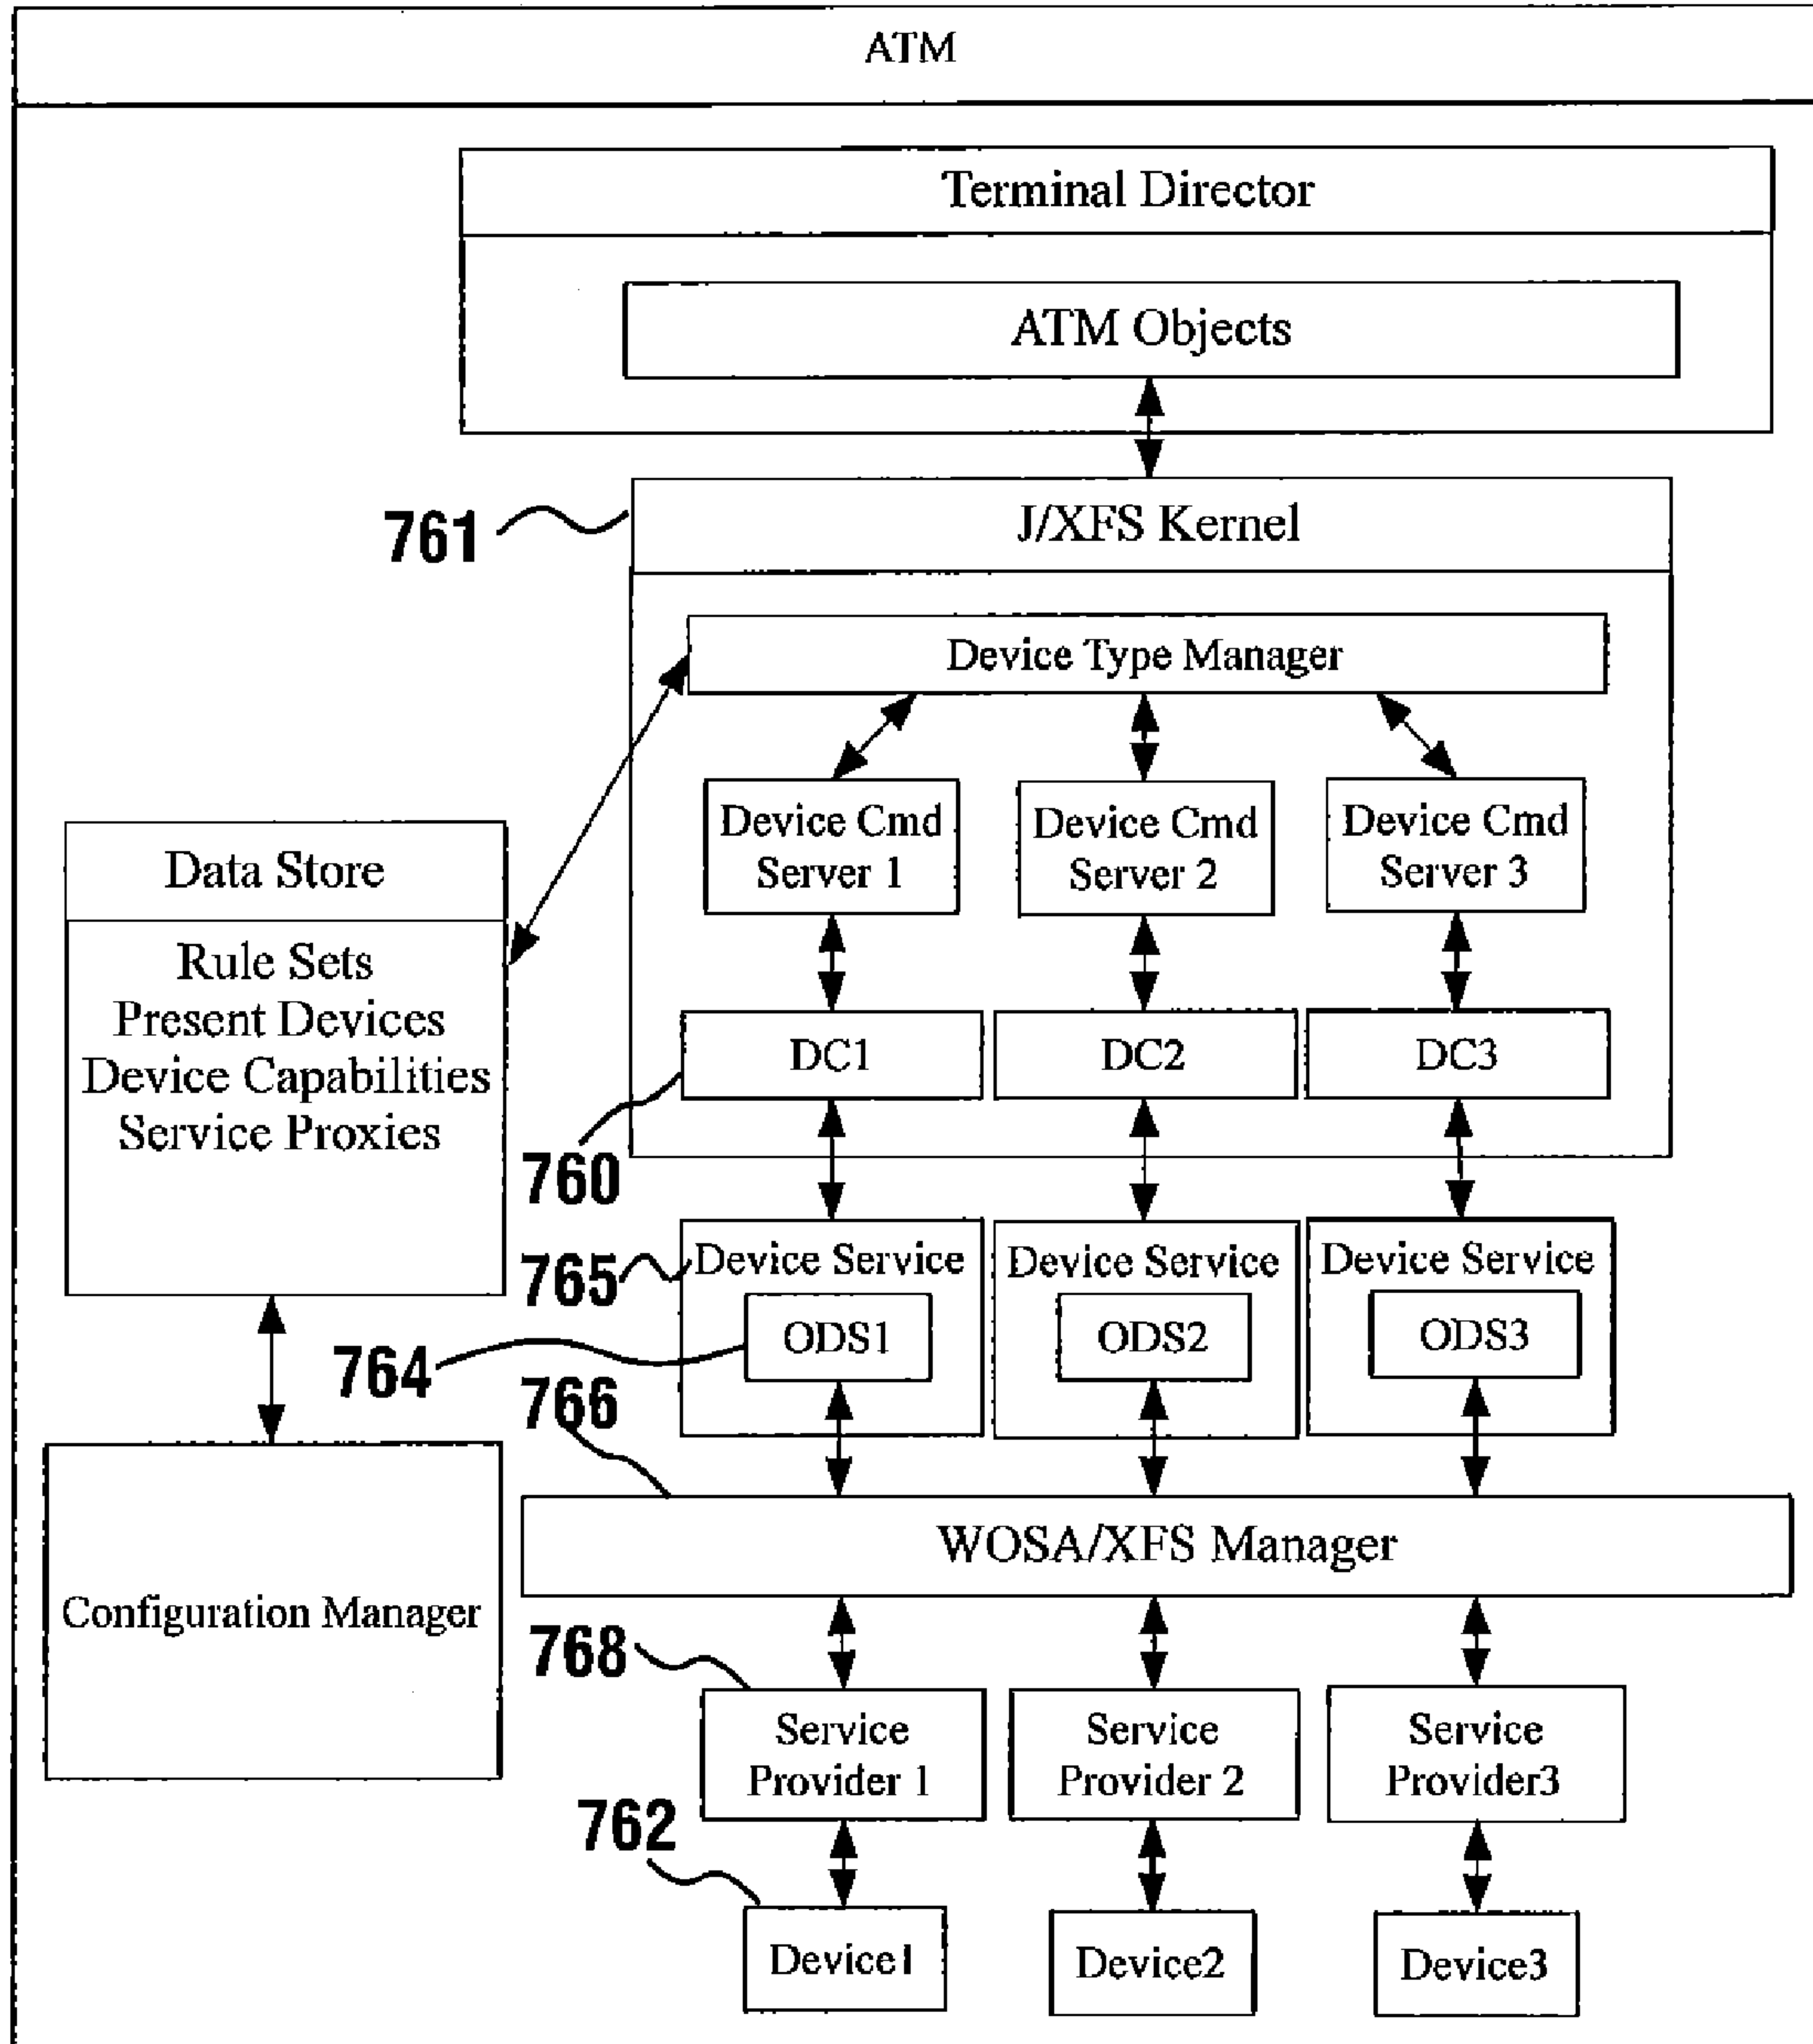 ATM
Terminal Director
ATM Objects
761
J/XFS Kernel
Device Type Manager
Device Cmd
Server 1
Device Cmd
Server 2
Device Cmd
Server 3
Data Store
Rule Sets
Present Devices
Device Capabilities
Service Proxies
DC1
DC2
DC3
760
765
Device Service
ODS1
Device Service
ODS2
Device Service
ODS3
764
766
WOSA/XFS Manager
Configuration Manager
768
Service
Provider 1
Service
Provider 2
Service
Provider3
762
Device1
Device2
Device3